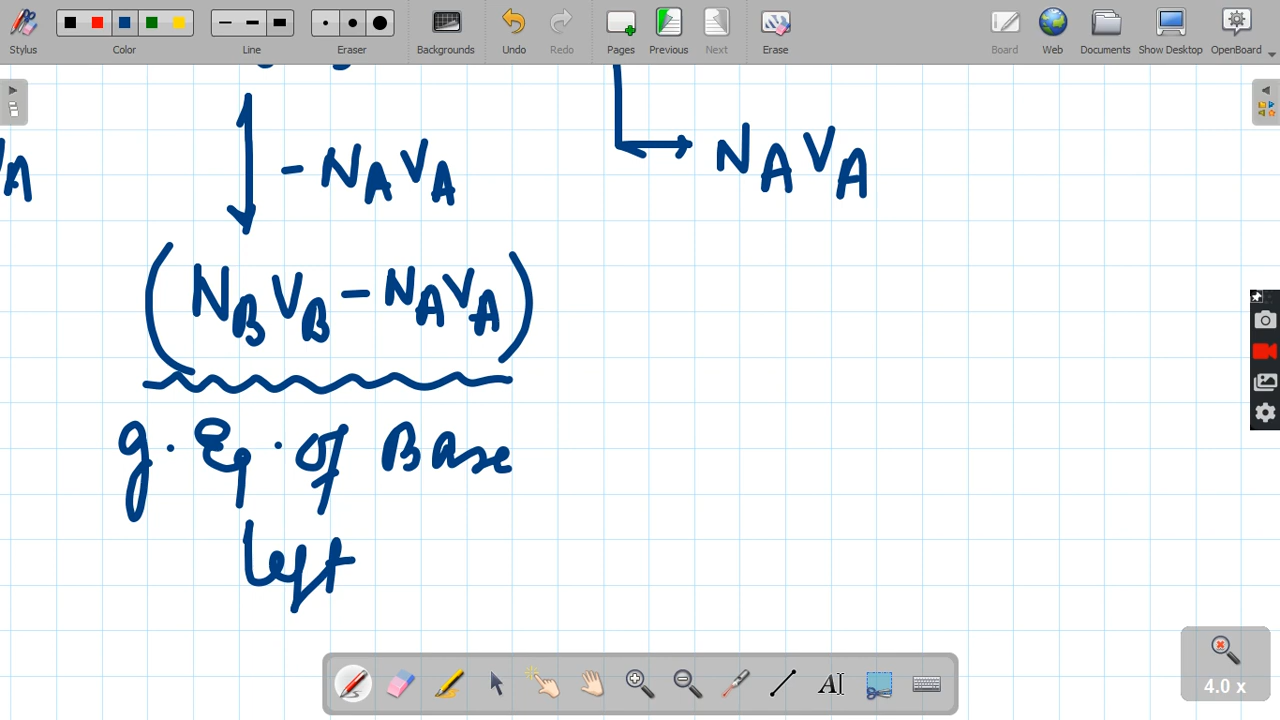 Stylus Color Line Eraser Backgrounds Undo Redo Pages Previous Next Erase Board Web Documents Show Desktop OpenBoard
VA
- NAVA
NAVA
(NBVB - NAVA)
g. Eq. of Base
left
4.0 x